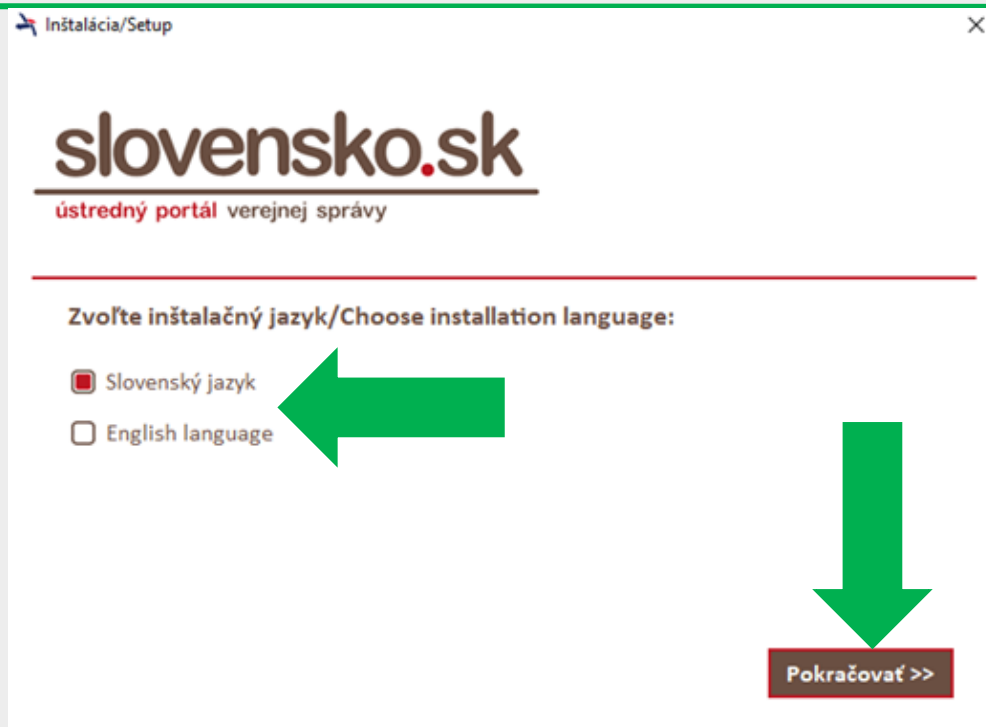 Inštalácia/Setup
slovensko.sk
ústredný portál verejnej správy
Zvoľte inštalačný jazyk/Choose installation language:
Slovenský jazyk
English language
Pokračovať >>